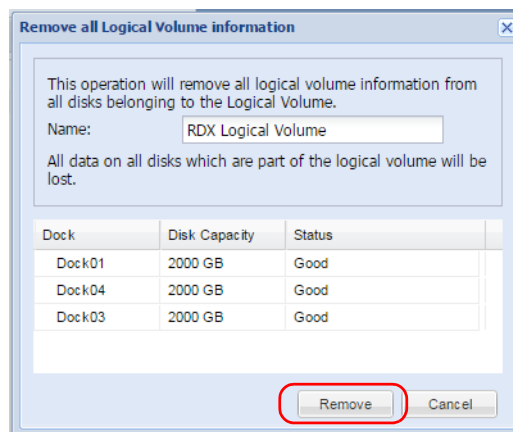 Remove all Logical Volume information
This operation will remove all logical volume information from
all disks belonging to the Logical Volume.
Name: RDX Logical Volume
All data on all disks which are part of the logical volume will be
lost.
Dock Disk Capacity Status
Dock01 2000 GB Good
Dock04 2000 GB Good
Dock03 2000 GB Good
Remove Cancel